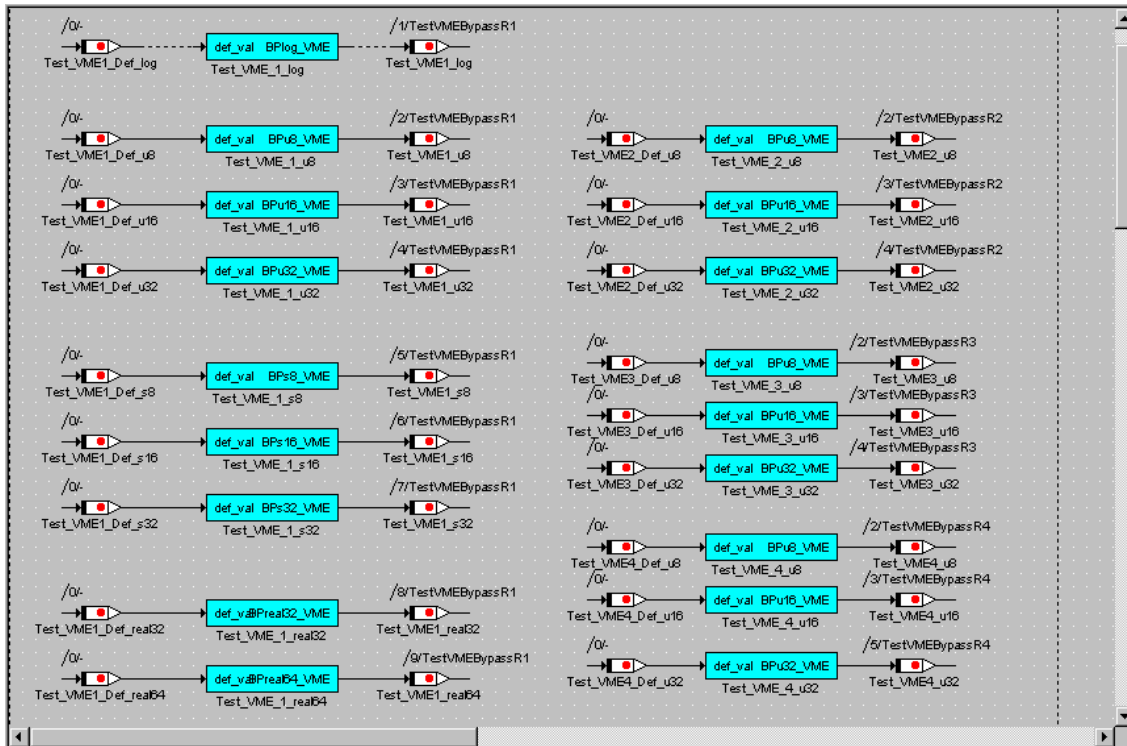 /0/- /1/TestVMEBypassR1
def_val BPlog_VME
Test_VME1_Def_log Test_VME_1_log Test_VME1_log
/0/- /2/TestVMEBypassR1
def_val BPu8_VME
Test_VME1_Def_u8 Test_VME_1_u8 Test_VME1_u8
/0/- /3/TestVMEBypassR1
def_val BPu16_VME
Test_VME1_Def_u16 Test_VME_1_u16 Test_VME1_u16
/0/- /4/TestVMEBypassR1
def_val BPu32_VME
Test_VME1_Def_u32 Test_VME_1_u32 Test_VME1_u32
/0/- /5/TestVMEBypassR1
def_val BPs8_VME
Test_VME1_Def_s8 Test_VME_1_s8 Test_VME1_s8
/0/- /6/TestVMEBypassR1
def_val BPs16_VME
Test_VME1_Def_s16 Test_VME_1_s16 Test_VME1_s16
/0/- /7/TestVMEBypassR1
def_val BPs32_VME
Test_VME1_Def_s32 Test_VME_1_s32 Test_VME1_s32
/0/- /8/TestVMEBypassR1
def_val BPreal32_VME
Test_VME1_Def_real32 Test_VME_1_real32 Test_VME1_real32
/0/- /9/TestVMEBypassR1
def_val BPreal64_VME
Test_VME1_Def_real64 Test_VME_1_real64 Test_VME1_real64
/0/- /2/TestVMEBypassR2
def_val BPu8_VME
Test_VME2_Def_u8 Test_VME_2_u8 Test_VME2_u8
/0/- /3/TestVMEBypassR2
def_val BPu16_VME
Test_VME2_Def_u16 Test_VME_2_u16 Test_VME2_u16
/0/- /4/TestVMEBypassR2
def_val BPu32_VME
Test_VME2_Def_u32 Test_VME_2_u32 Test_VME2_u32
/0/- /2/TestVMEBypassR3
def_val BPu8_VME
Test_VME3_Def_u8 Test_VME_3_u8 Test_VME3_u8
/0/- /3/TestVMEBypassR3
def_val BPu16_VME
Test_VME3_Def_u16 Test_VME_3_u16 Test_VME3_u16
/0/- /4/TestVMEBypassR3
def_val BPu32_VME
Test_VME3_Def_u32 Test_VME_3_u32 Test_VME3_u32
/0/- /2/TestVMEBypassR4
def_val BPu8_VME
Test_VME4_Def_u8 Test_VME_4_u8 Test_VME4_u8
/0/- /3/TestVMEBypassR4
def_val BPu16_VME
Test_VME4_Def_u16 Test_VME_4_u16 Test_VME4_u16
/0/- /5/TestVMEBypassR4
def_val BPu32_VME
Test_VME4_Def_u32 Test_VME_4_u32 Test_VME4_u32